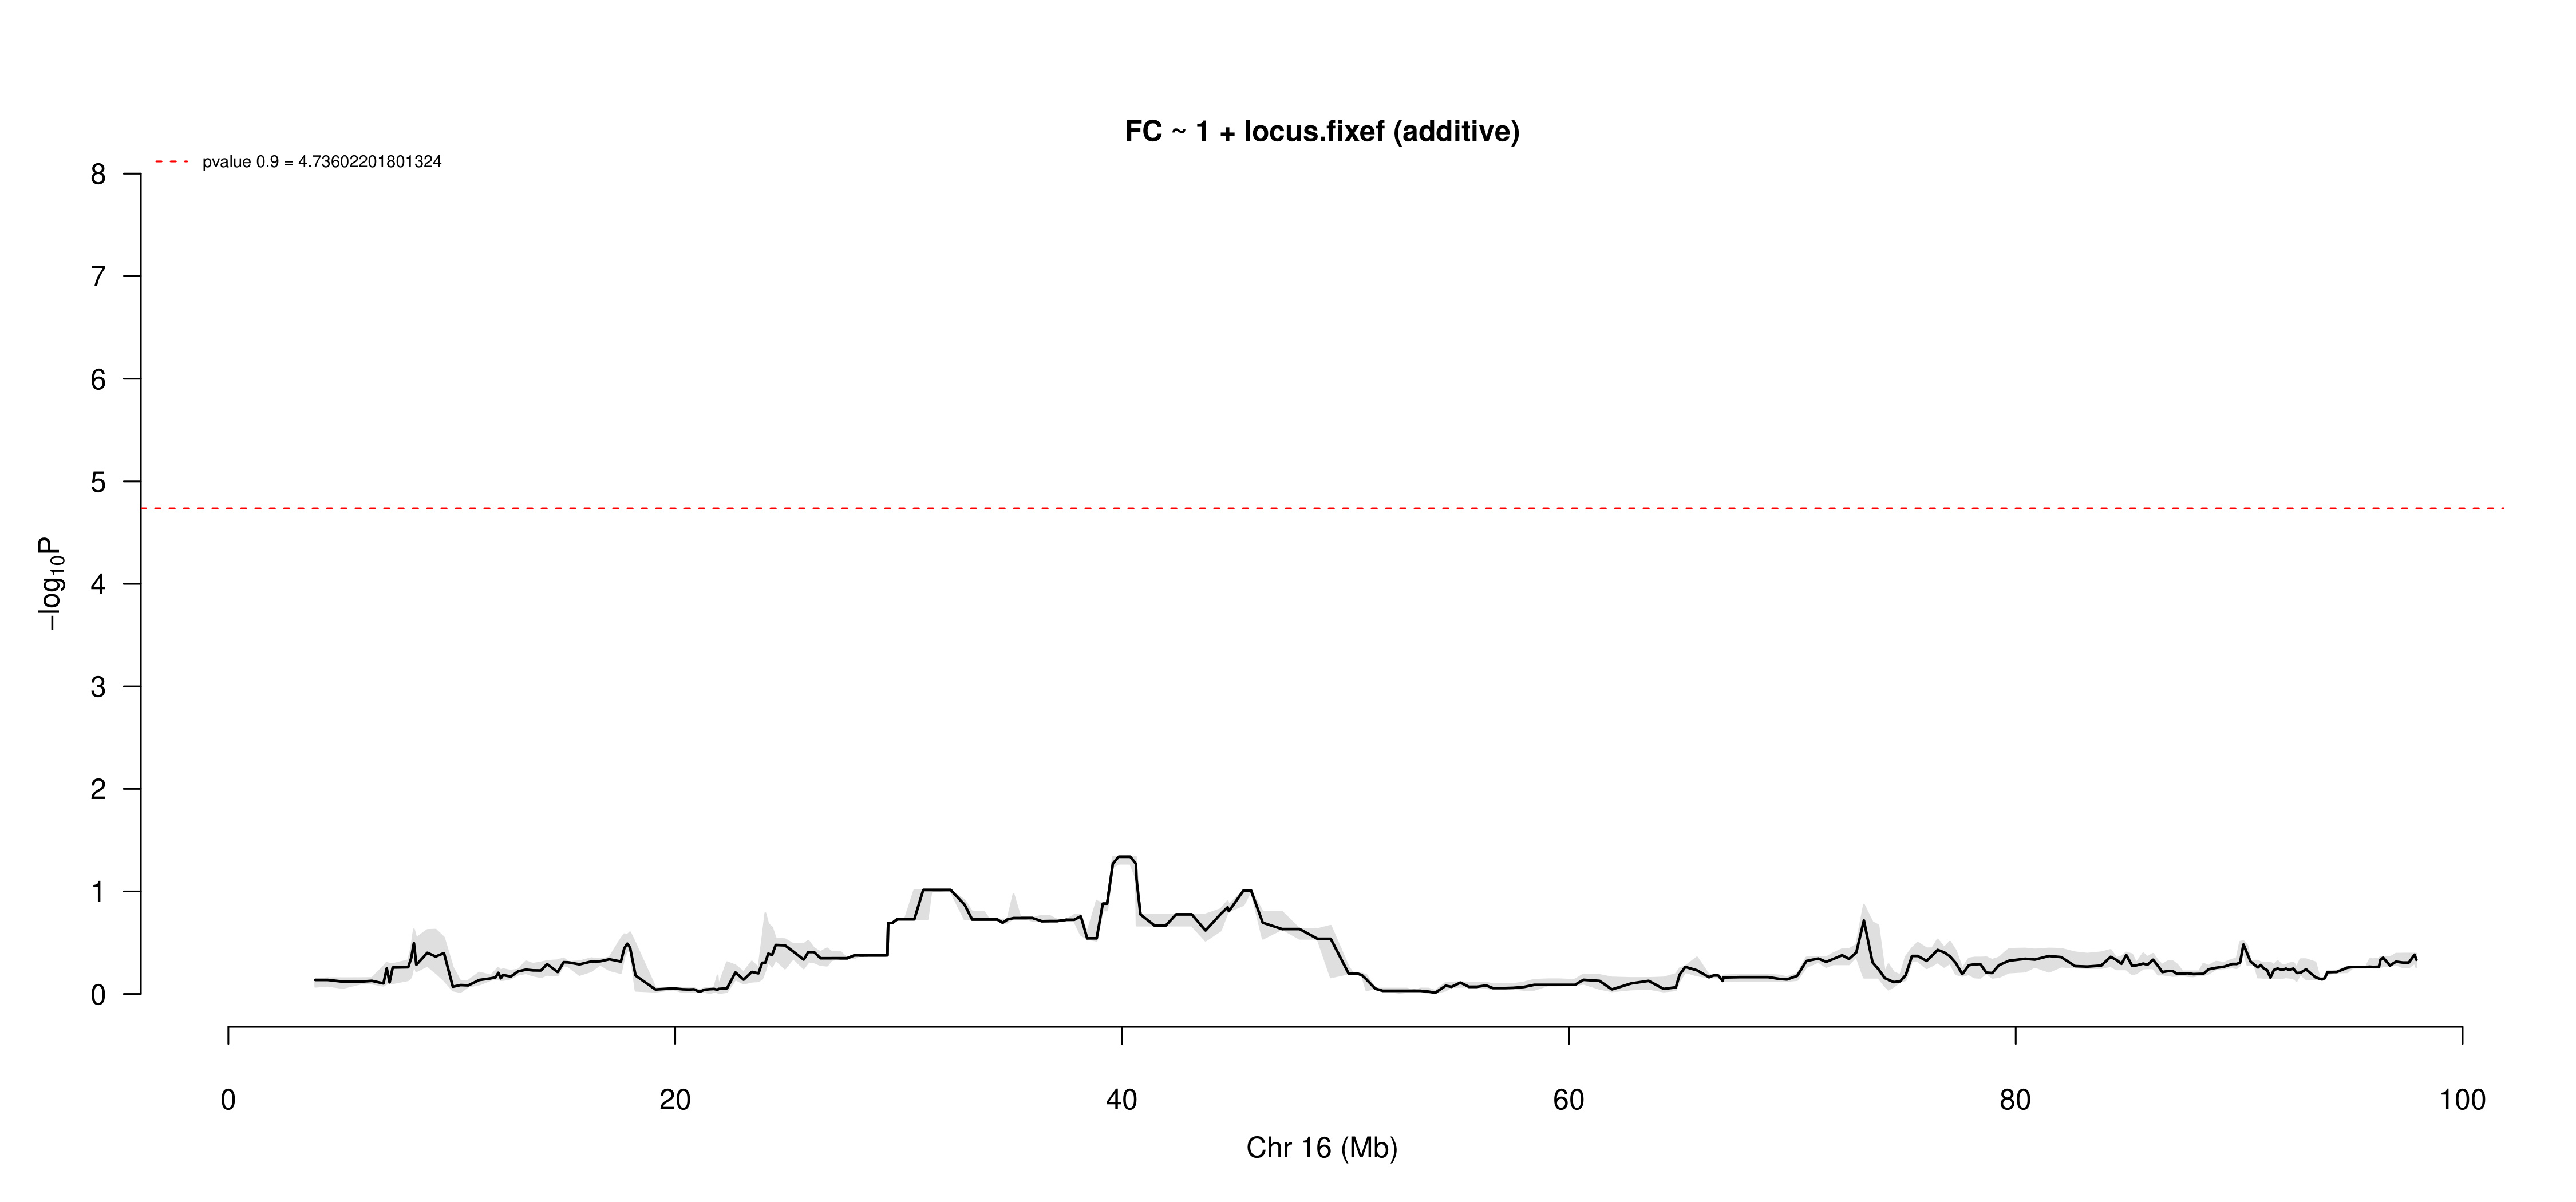 FC ~ 1 + locus.fixef (additive)
pvalue 0.9 = 4.73602201801324
8
7
6
5
4
3
2
1
0
−log10P
0 20 40 60 80 100
Chr 16 (Mb)